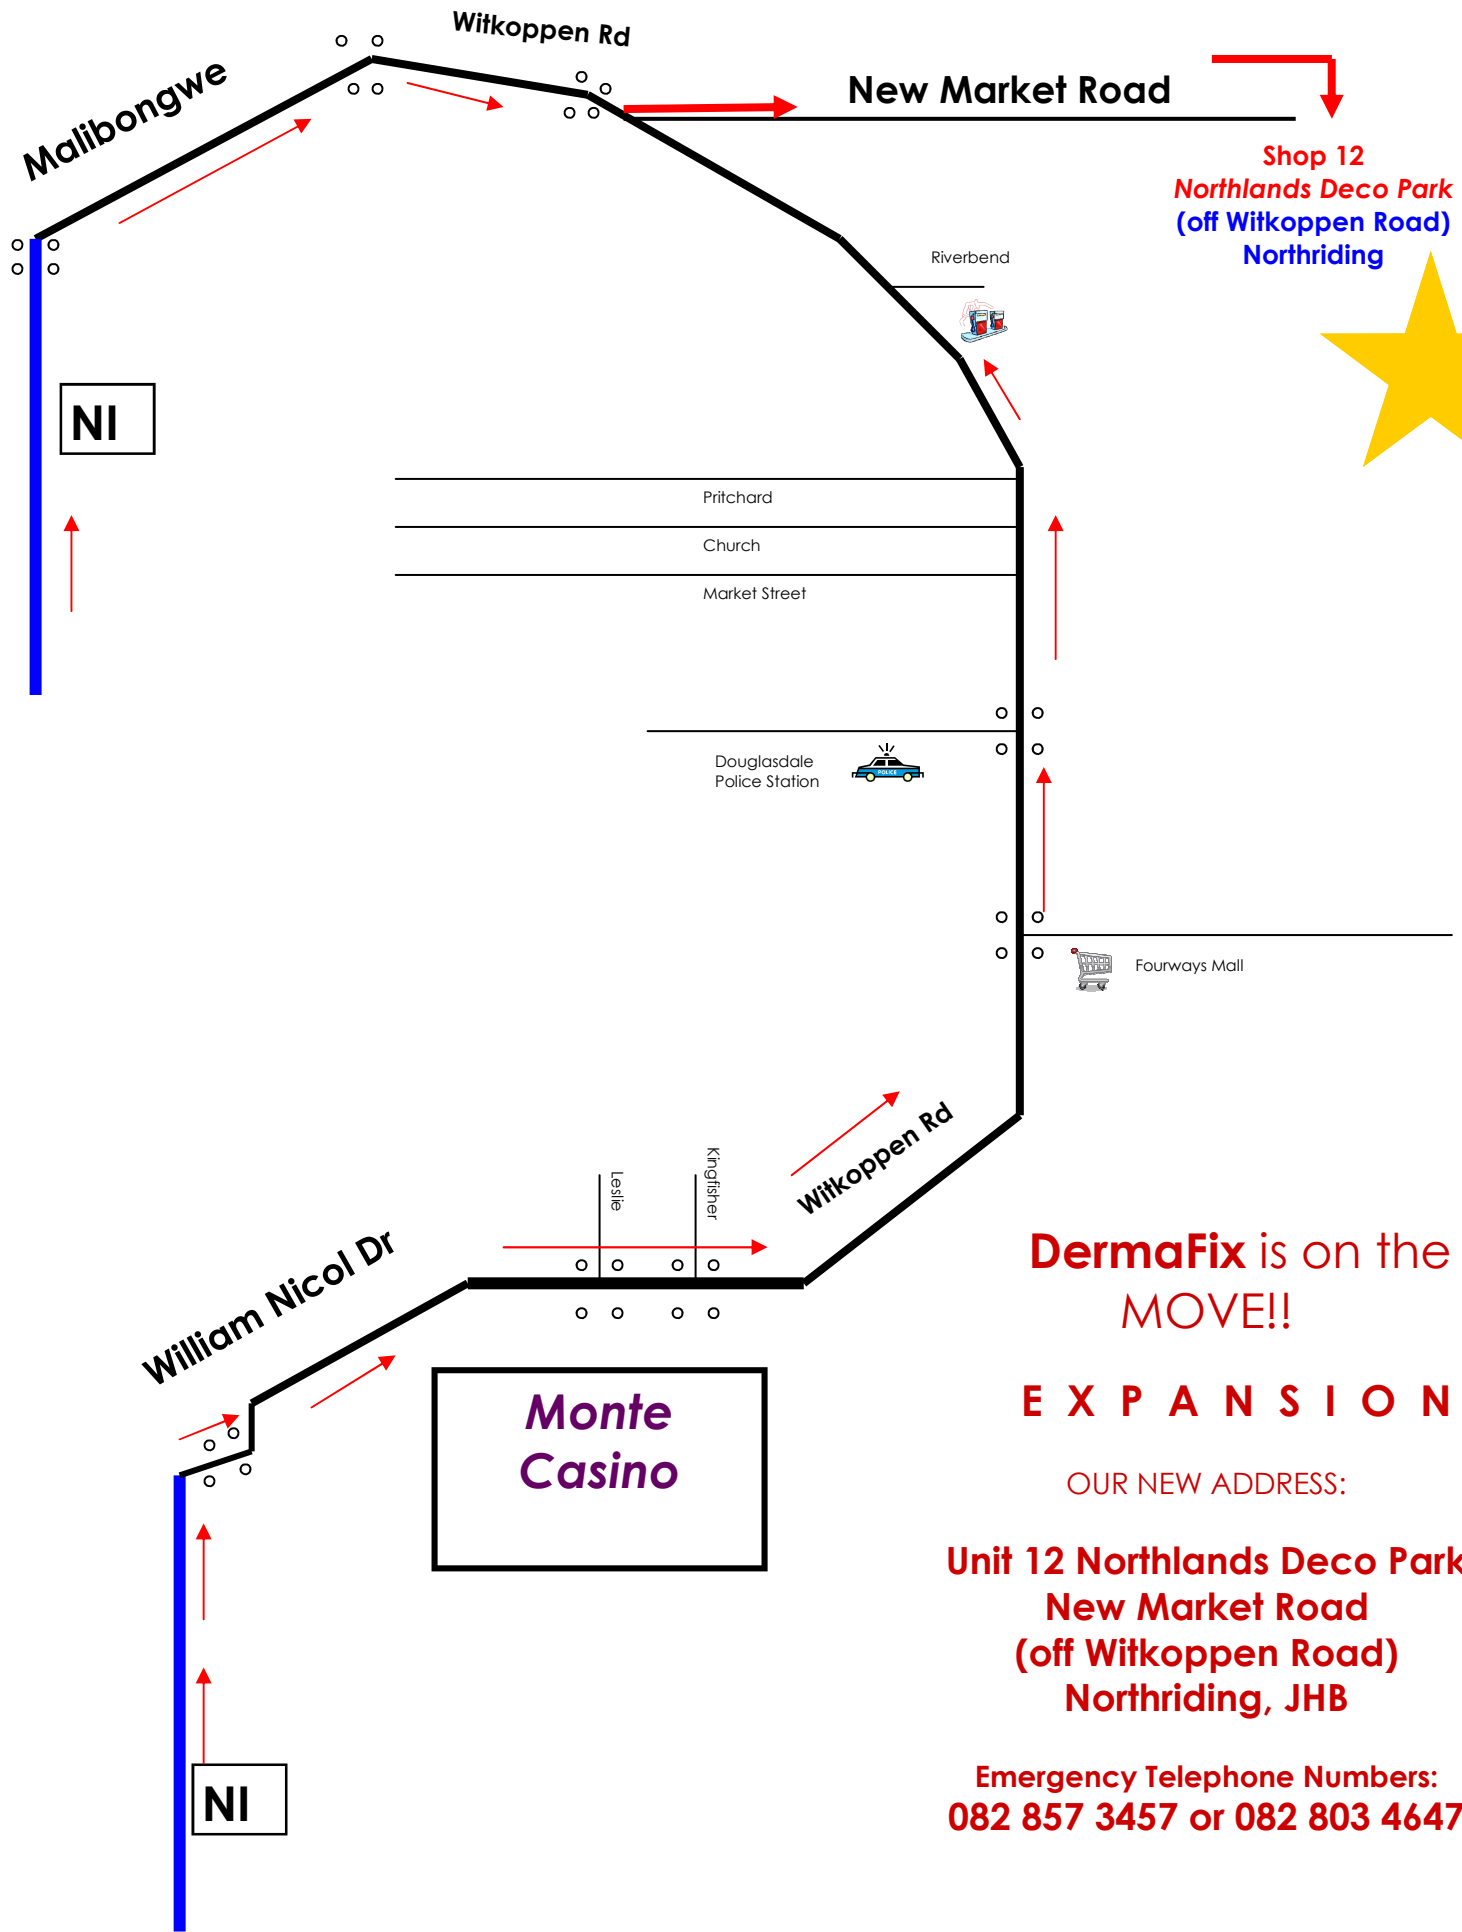 Witkoppen Rd
Malibongwe
New Market Road
Shop 12
Northlands Deco Park
(off Witkoppen Road)
Northriding
Riverbend
NI
Pritchard
Church
Market Street
Douglasdale
Police Station
POLICE
Fourways Mall
Witkoppen Rd
Leslie
Kingfisher
William Nicol Dr
Monte
Casino
NI
DermaFix is on the
MOVE!!
E X P A N S I O N
OUR NEW ADDRESS:
Unit 12 Northlands Deco Park
New Market Road
(off Witkoppen Road)
Northriding, JHB
Emergency Telephone Numbers:
082 857 3457 or 082 803 4647